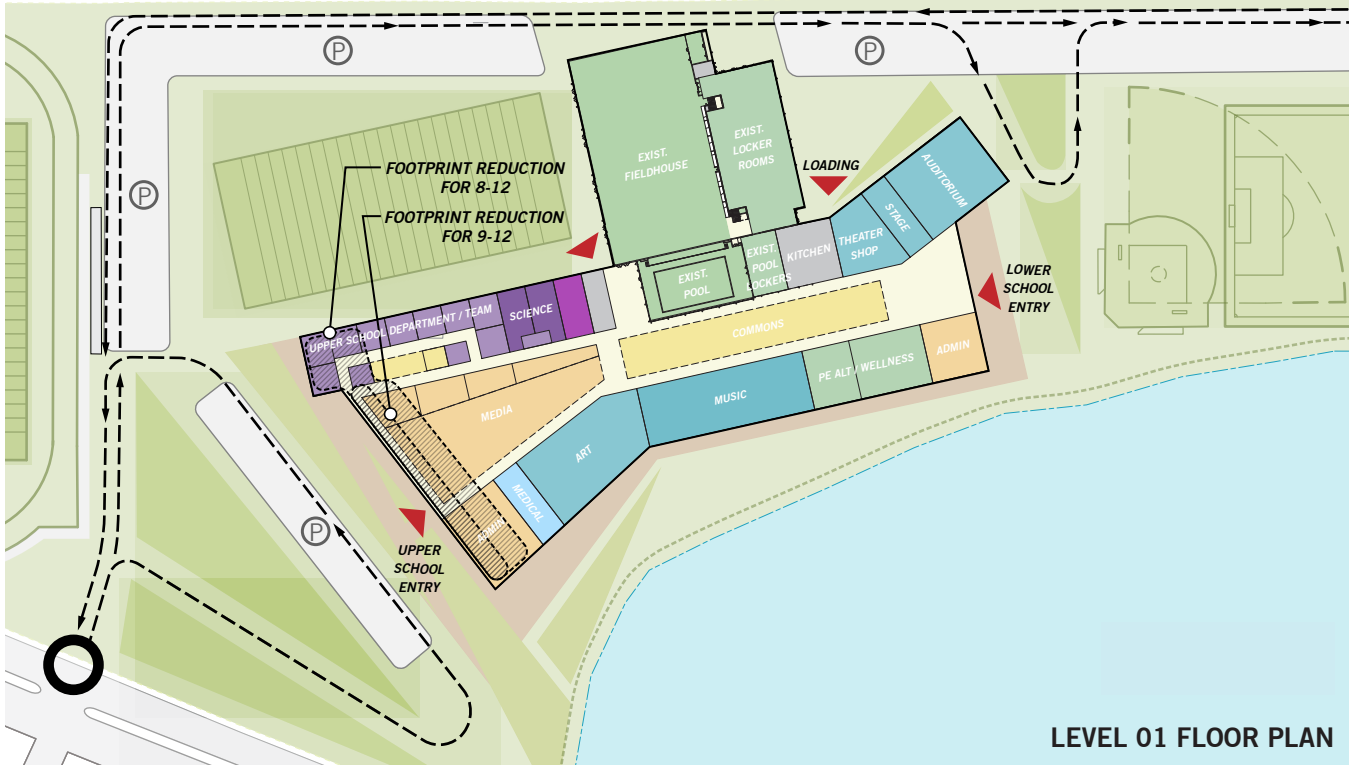 P
P
P
P
FOOTPRINT REDUCTION
FOR 8-12
FOOTPRINT REDUCTION
FOR 9-12
EXIST.
FIELDHOUSE
EXIST.
LOCKER
ROOMS
LOADING
AUDITORIUM
STAGE
THEATER
SHOP
KITCHEN
EXIST.
POOL
LOCKERS
EXIST.
POOL
LOWER
SCHOOL
ENTRY
UPPER SCHOOL DEPARTMENT / TEAM
SCIENCE
COMMONS
ADMIN
PE ALT / WELLNESS
MUSIC
MEDIA
ART
MEDICAL
ADMIN
UPPER
SCHOOL
ENTRY
LEVEL 01 FLOOR PLAN